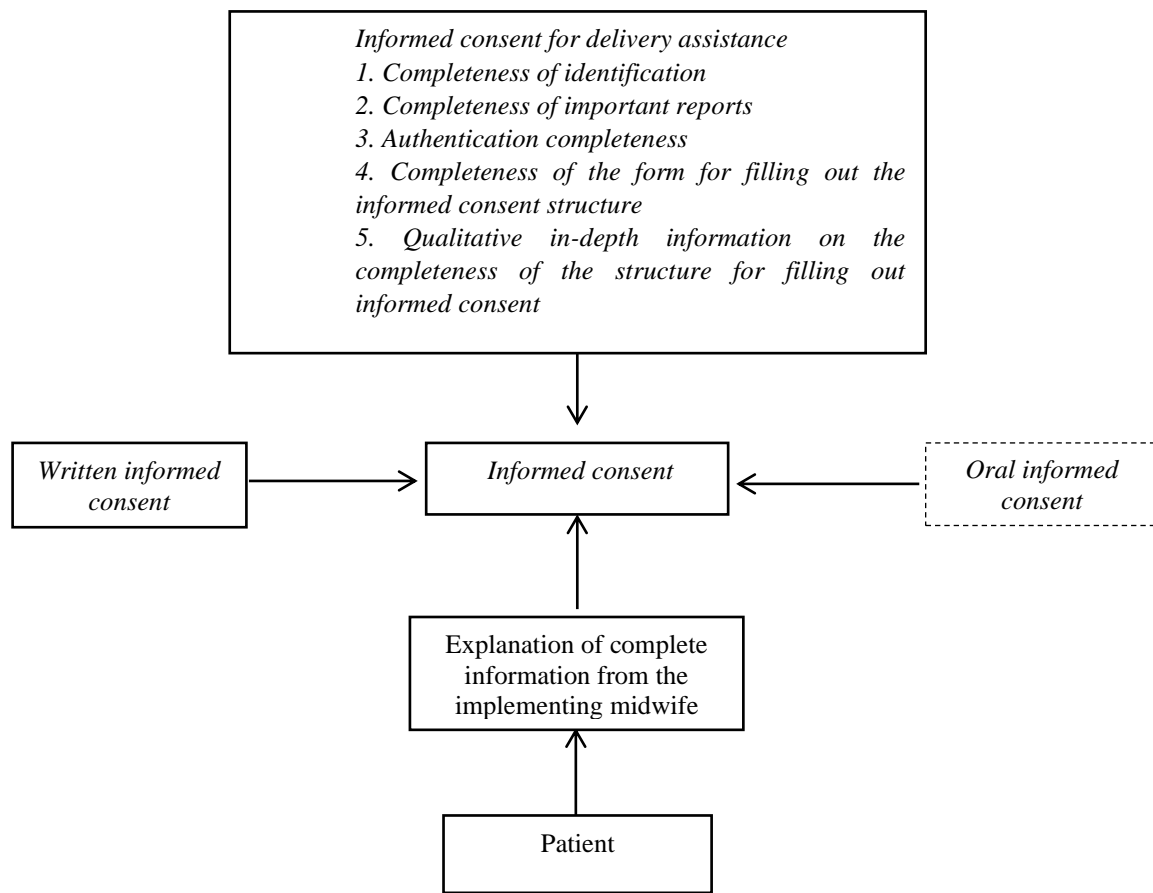 Informed consent for delivery assistance
1. Completeness of identification
2. Completeness of important reports
3. Authentication completeness
4. Completeness of the form for filling out the
informed consent structure
5. Qualitative in-depth information on the
completeness of the structure for filling out
informed consent
Written informed
consent
Informed consent
Oral informed
consent
Explanation of complete
information from the
implementing midwife
Patient